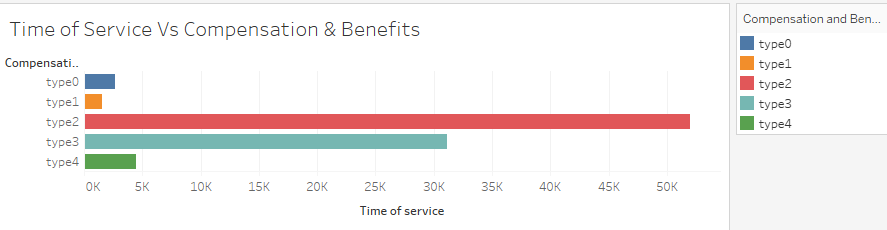 Time of Service Vs Compensation & Benefits
Compensati..
type0
type1
type2
type3
type4
0K 5K 10K 15K 20K 25K 30K 35K 40K 45K 50K
Time of service
Compensation and Ben...
type0
type1
type2
type3
type4